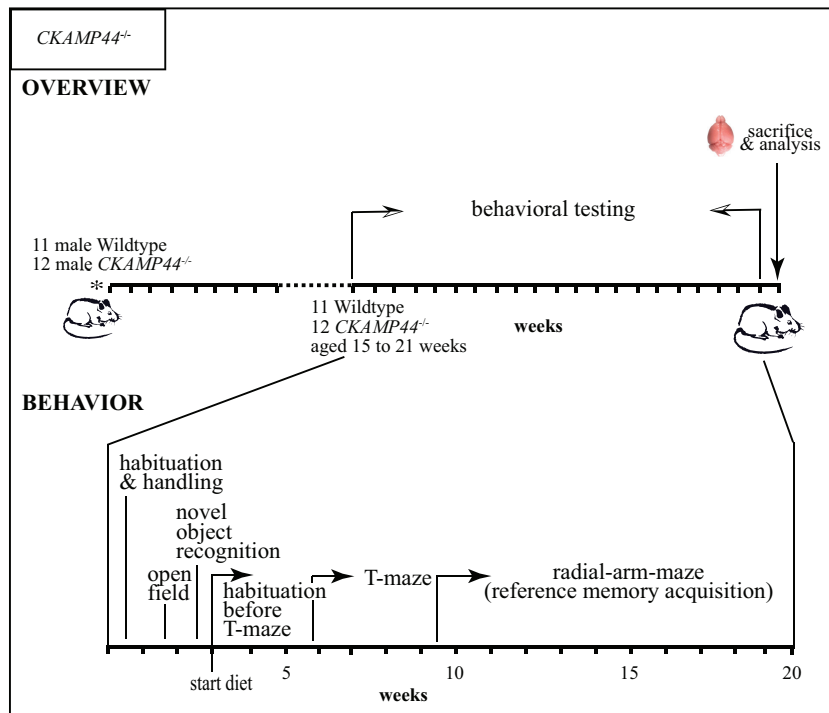 CKAMP44-/-
OVERVIEW
sacrifice
& analysis
behavioral testing
11 male Wildtype
12 male CKAMP44-/-
*
11 Wildtype
12 CKAMP44-/-
aged 15 to 21 weeks
weeks
BEHAVIOR
habituation
& handling
novel
object
recognition
open
field
habituation
before
T-maze
T-maze
radial-arm-maze
(reference memory acquisition)
start diet
5
10
15
20
weeks